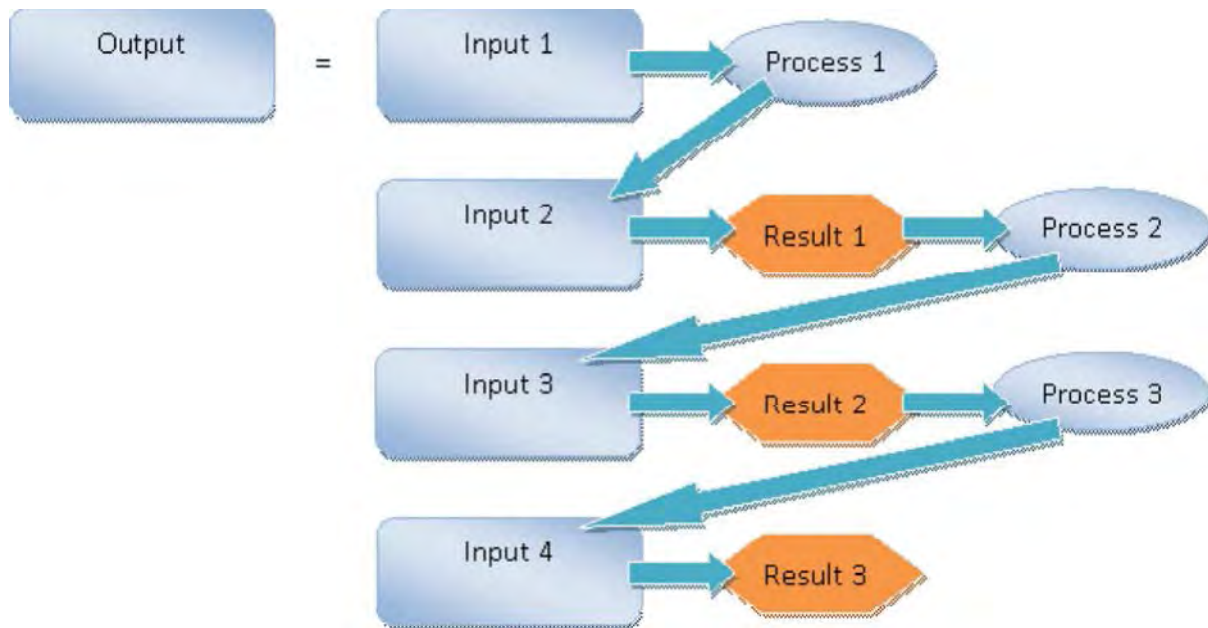 Output
=
Input 1
Process 1
Input 2
Result 1
Process 2
Input 3
Result 2
Process 3
Input 4
Result 3